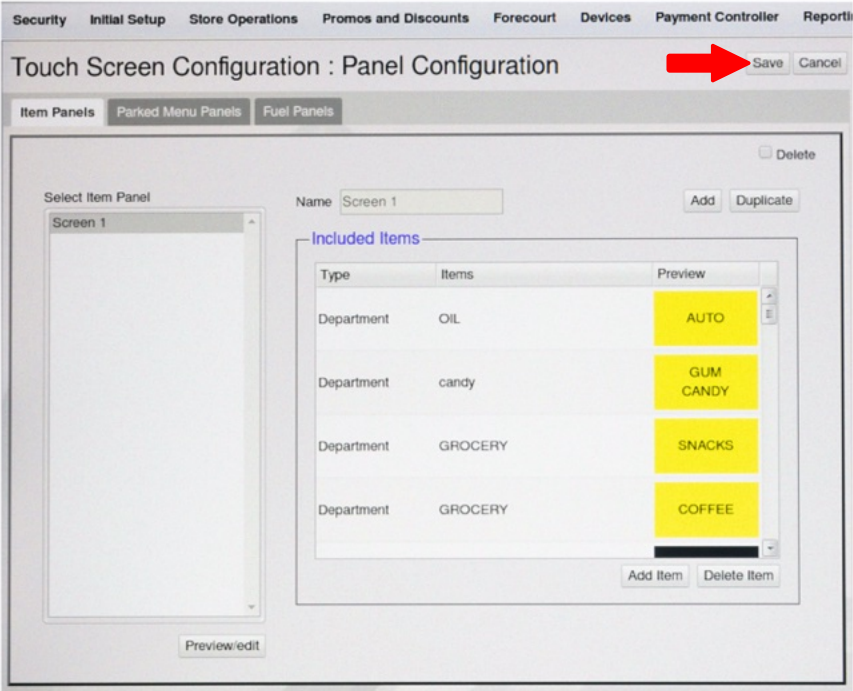 Security Initial Setup Store Operations Promos and Discounts Forecourt Devices Payment Controller Reporti
Touch Screen Configuration : Panel Configuration
Save Cancel
Item Panels Parked Menu Panels Fuel Panels
Delete
Select Item Panel
Screen 1
Name Screen 1
Add Duplicate
Included Items
Type Items Preview
Department OIL AUTO
Department candy GUM
CANDY
Department GROCERY SNACKS
Department GROCERY COFFEE
Add Item Delete Item
Preview/edit